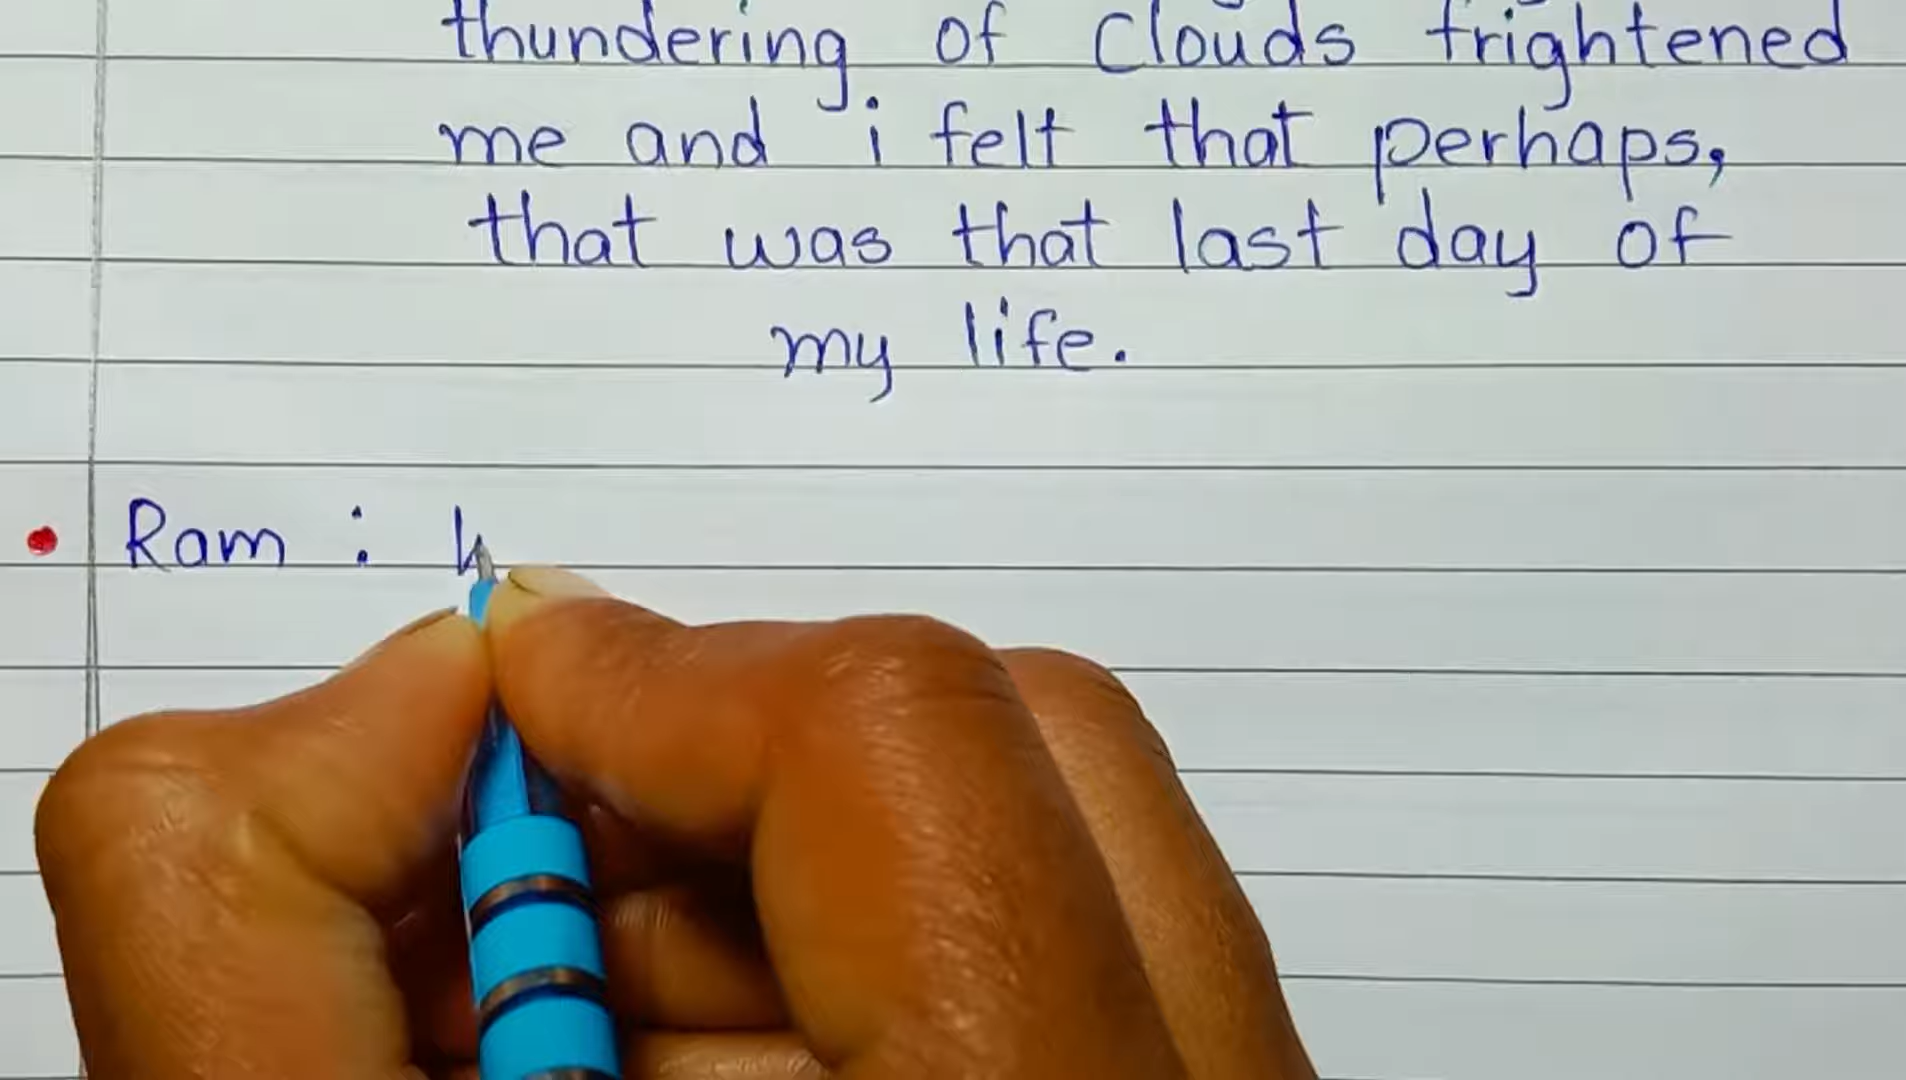 thundering of Clouds frightened
me and i felt that perhaps,
that was that last day of
my life.
Ram :